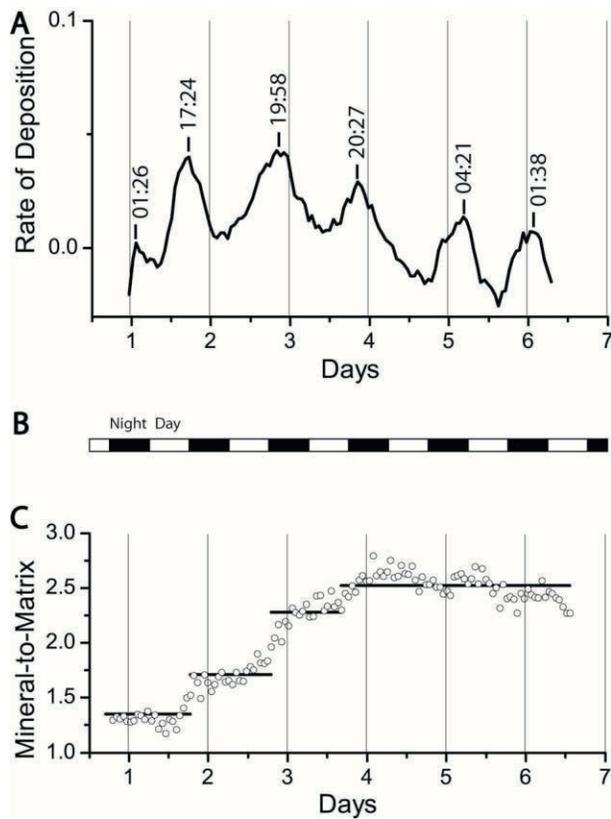 A
Rate of Deposition
0.1
0.0
01:26
17:24
19:58
20:27
04:21
01:38
1 2 3 4 5 6 7
Days
B
Night Day
C
Mineral-to-Matrix
3.0
2.5
2.0
1.5
1.0
1 2 3 4 5 6 7
Days